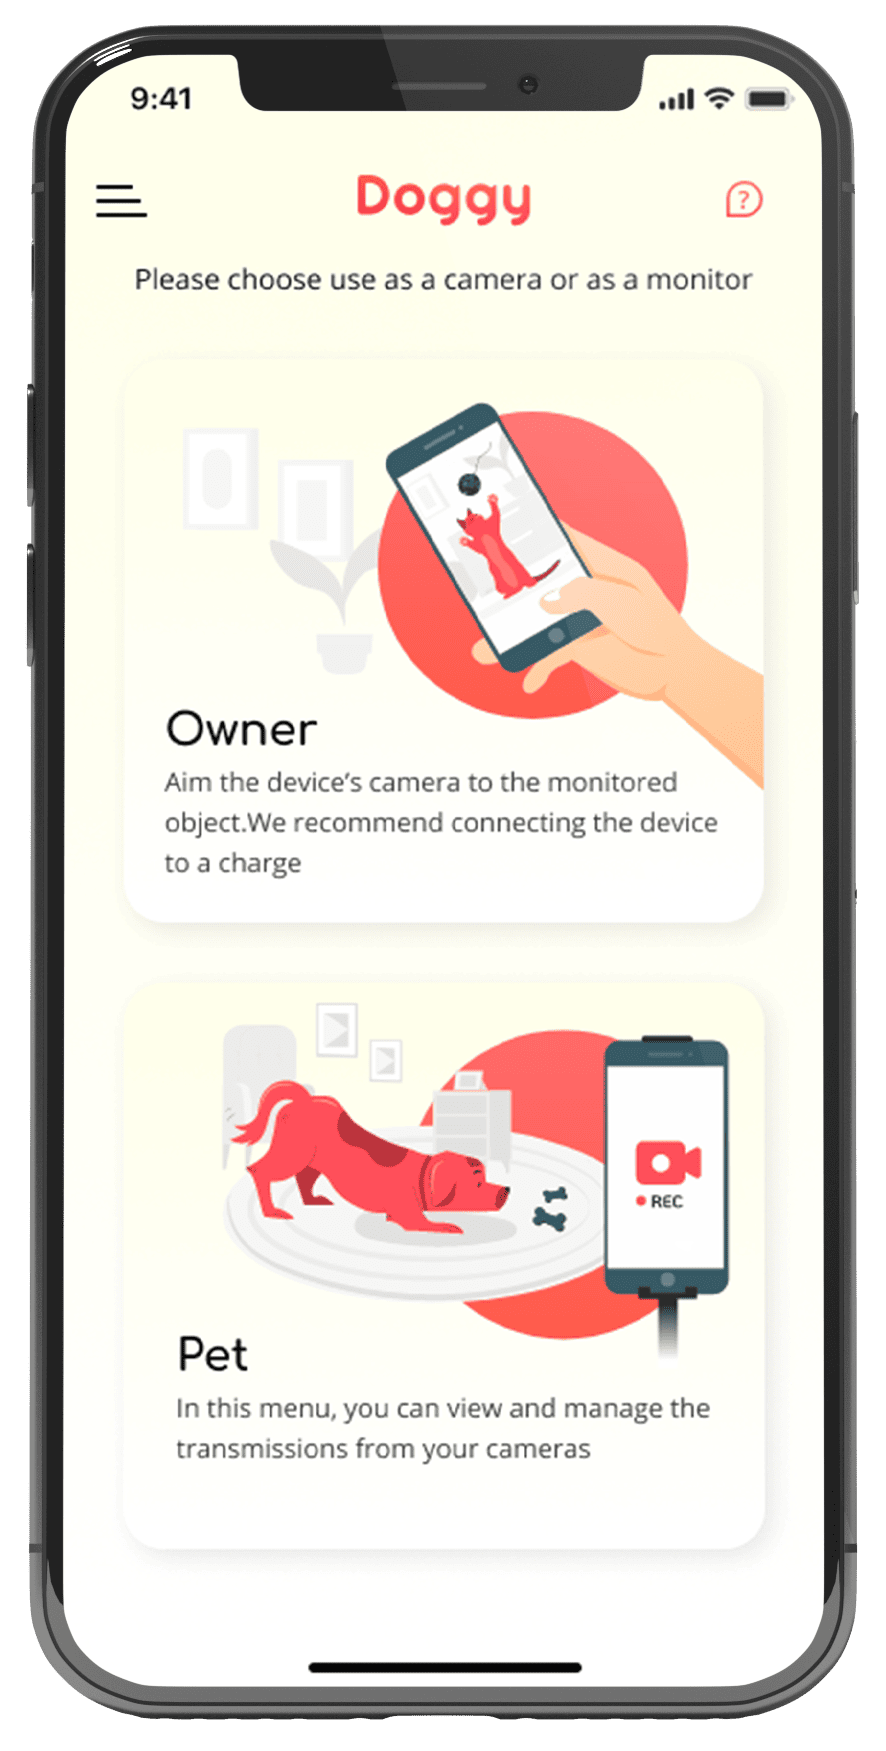 9:41
Doggy
?
Please choose use as a camera or as a monitor
Owner
Aim the device’s camera to the monitored
object.We recommend connecting the device
to a charge
REC
Pet
In this menu, you can view and manage the
transmissions from your cameras